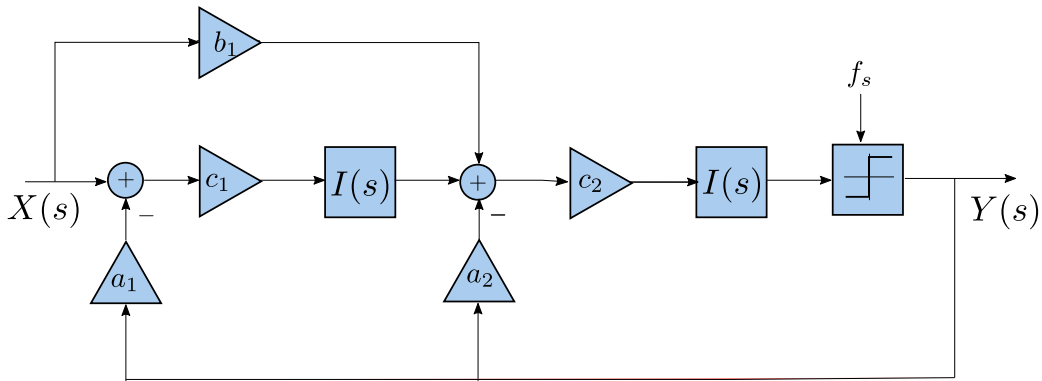 b₁
fₛ
+ c₁ I(s) + c₂ I(s)
X(s) − − Y(s)
a₁ a₂